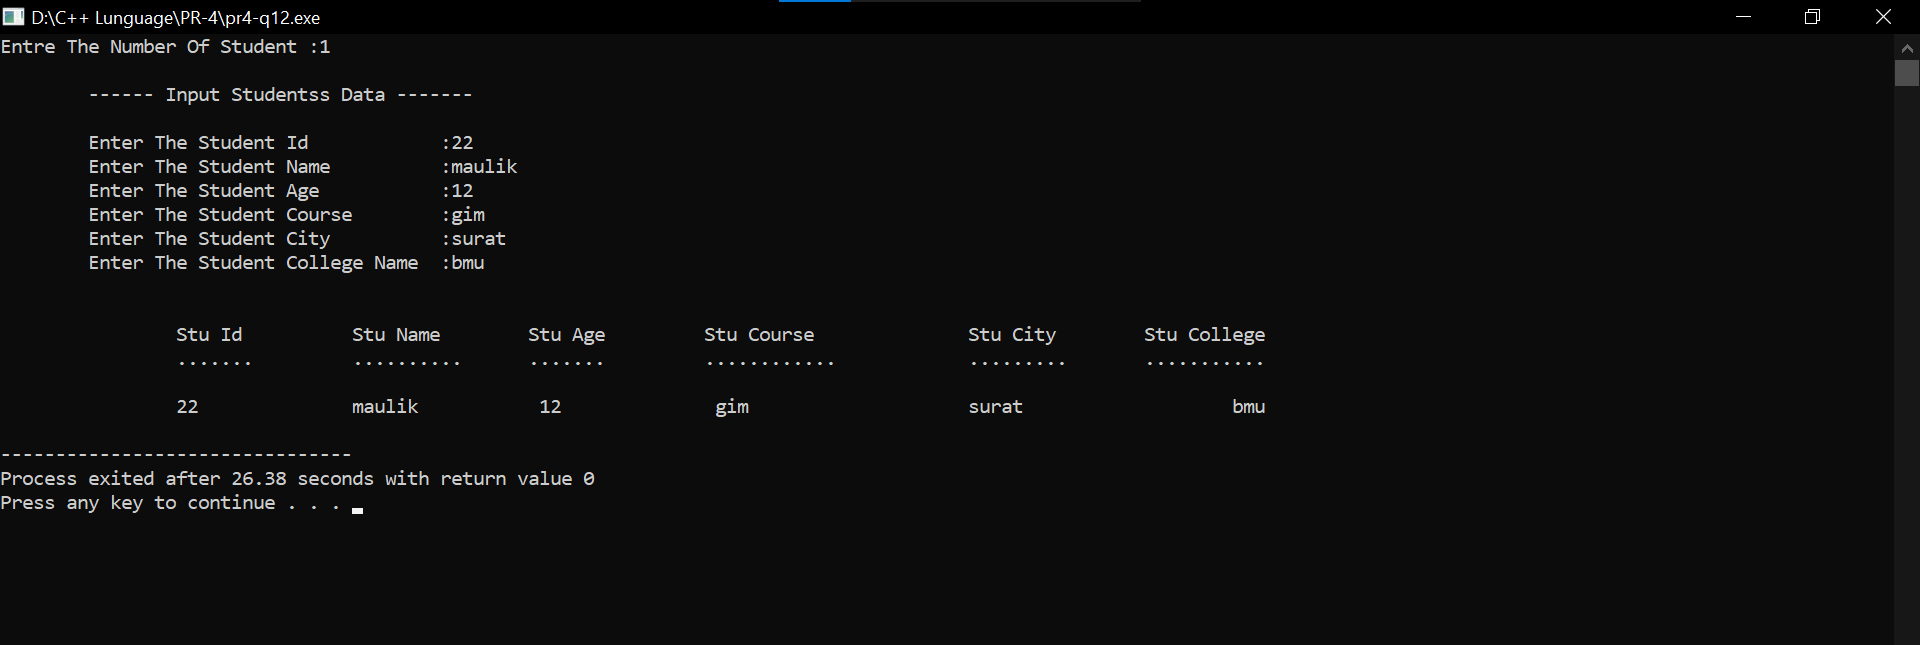 D:\C++ Lunguage\PR-4\pr4-q12.exe
Entre The Number Of Student :1
------ Input Studentss Data -------
Enter The Student Id :22
Enter The Student Name :maulik
Enter The Student Age :12
Enter The Student Course :gim
Enter The Student City :surat
Enter The Student College Name :bmu
Stu Id Stu Name Stu Age Stu Course Stu City Stu College
....... .......... ....... ............ ......... ...........
22 maulik 12 gim surat bmu
--------------------------------
Process exited after 26.38 seconds with return value 0
Press any key to continue . . .